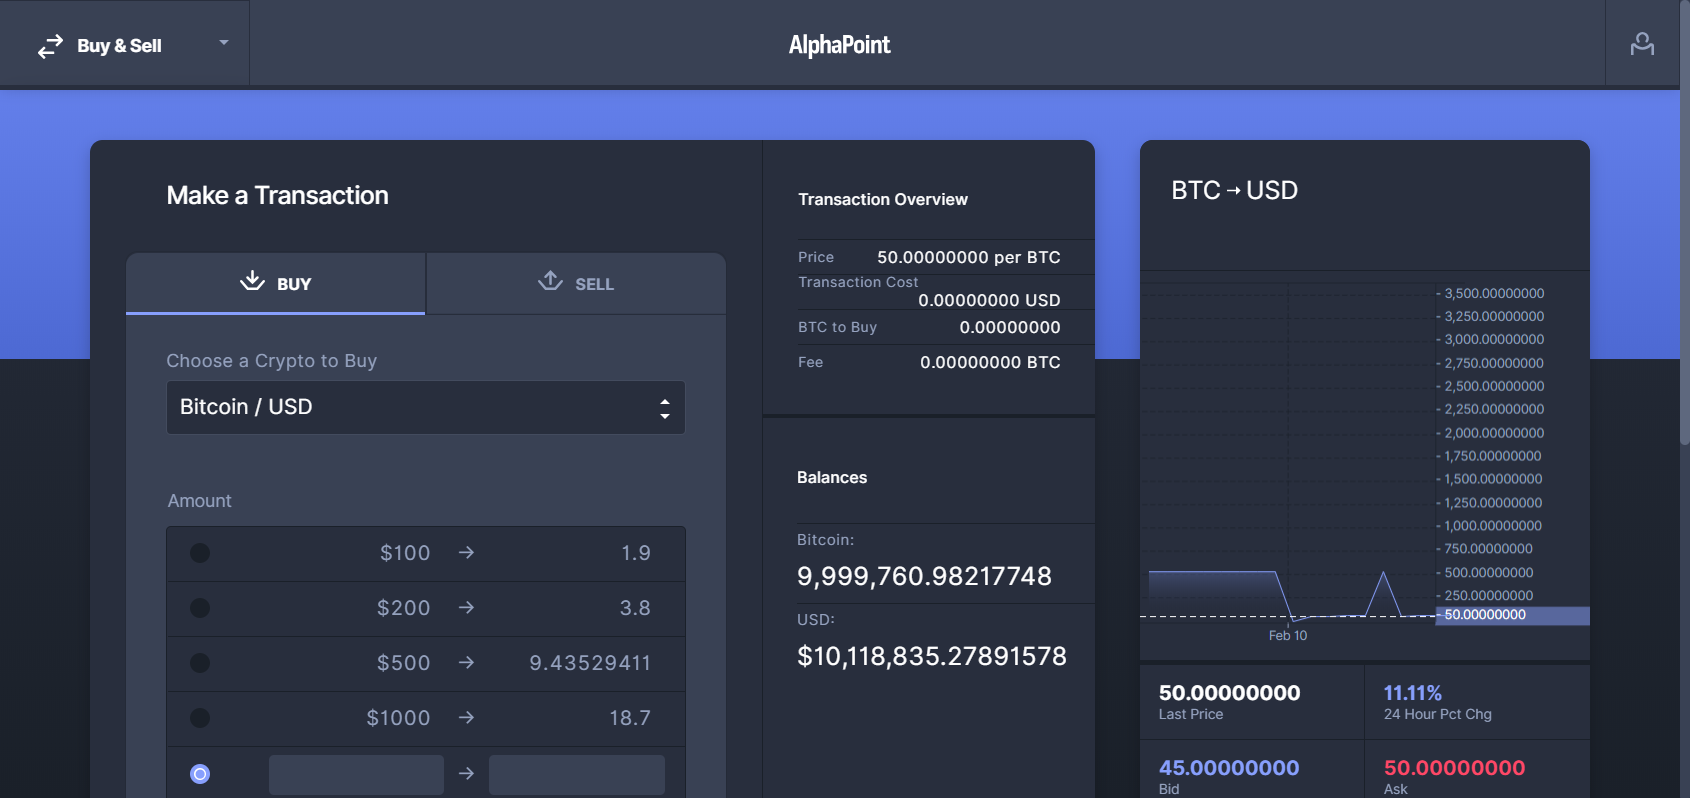 Buy & Sell
AlphaPoint
Make a Transaction
BUY
SELL
Choose a Crypto to Buy
Bitcoin / USD
Amount
$100 → 1.9
$200 → 3.8
$500 → 9.43529411
$1000 → 18.7
→
Transaction Overview
Price 50.00000000 per BTC
Transaction Cost
0.00000000 USD
BTC to Buy 0.00000000
Fee 0.00000000 BTC
Balances
Bitcoin:
9,999,760.98217748
USD:
$10,118,835.27891578
BTC → USD
3,500.00000000
3,250.00000000
3,000.00000000
2,750.00000000
2,500.00000000
2,250.00000000
2,000.00000000
1,750.00000000
1,500.00000000
1,250.00000000
1,000.00000000
750.00000000
500.00000000
250.00000000
50.00000000
Feb 10
50.00000000
Last Price
11.11%
24 Hour Pct Chg
45.00000000
Bid
50.00000000
Ask